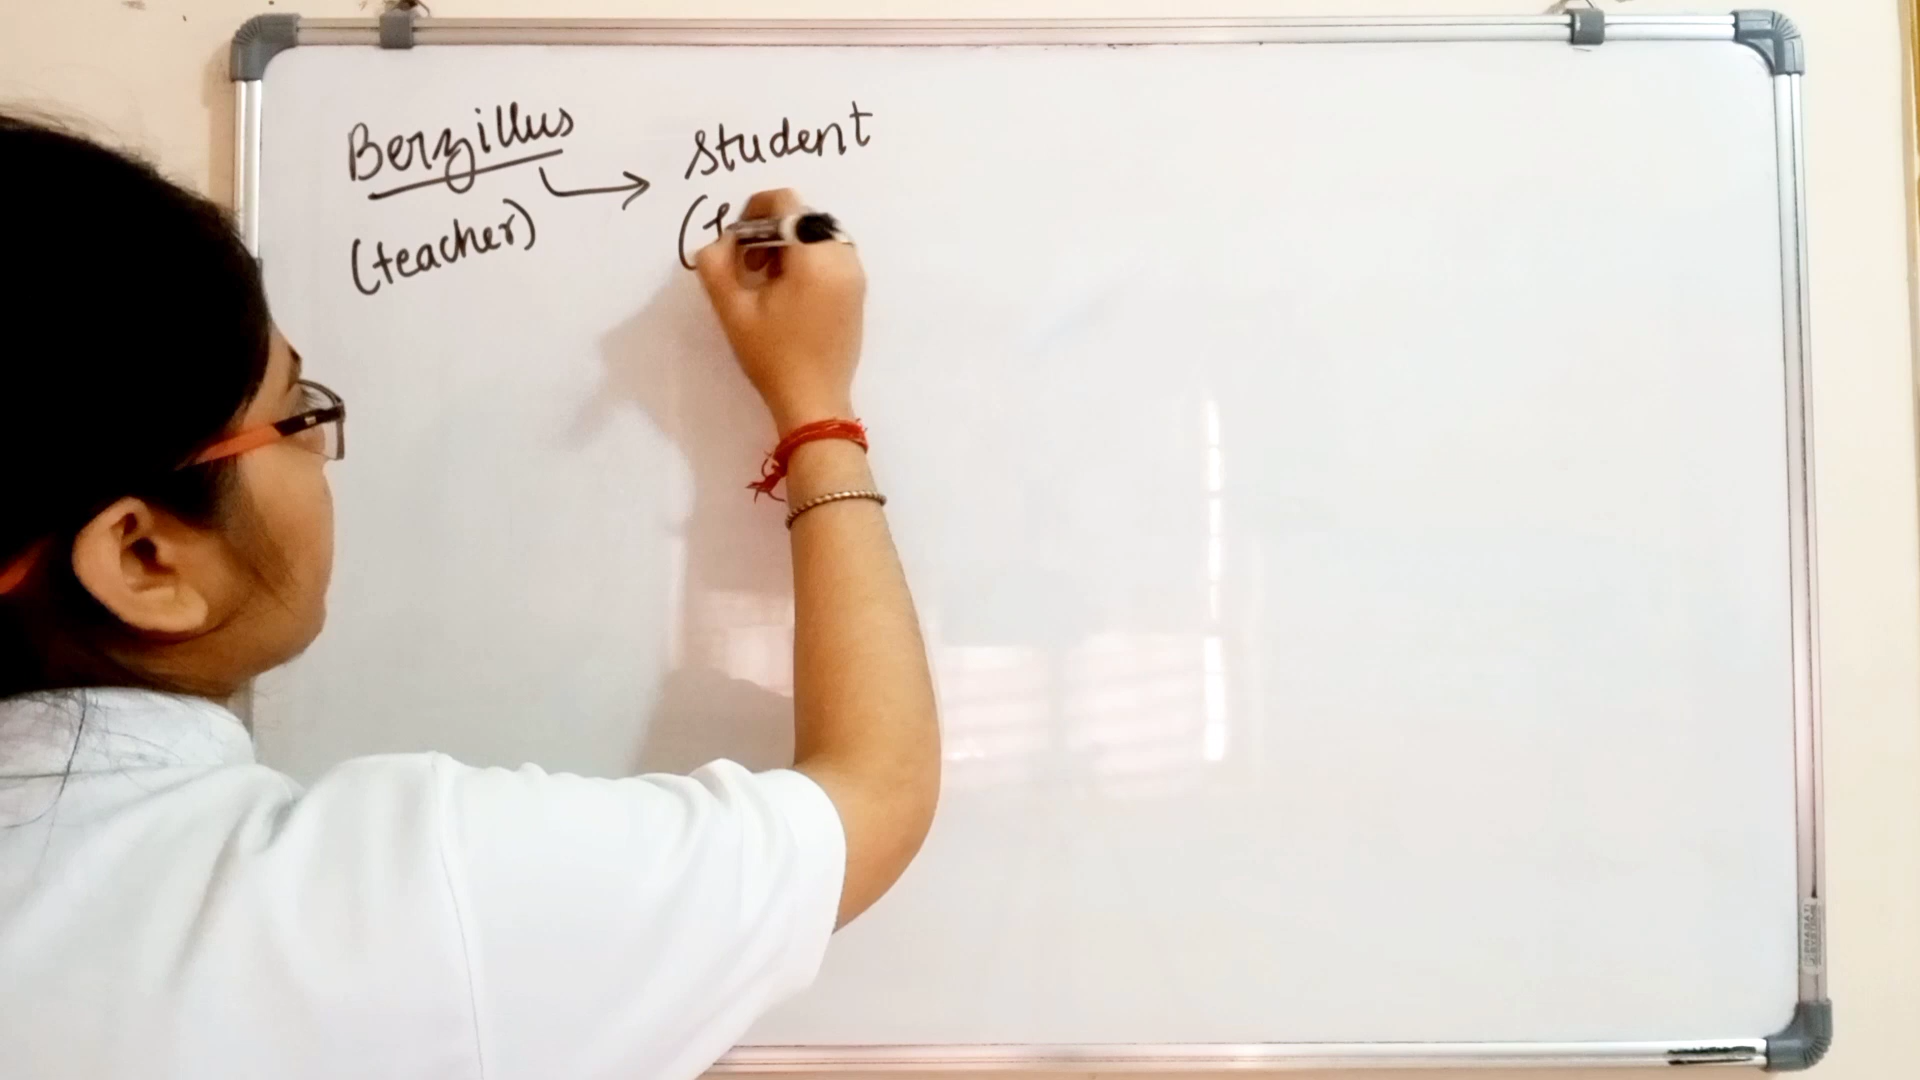 Berzillus → student
(teacher) (